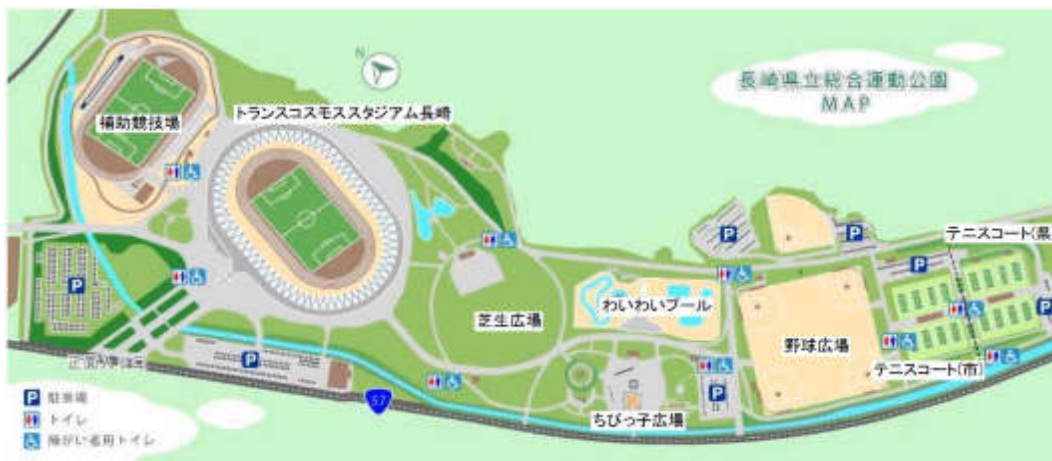 長崎県立総合運動公園
MAP
N
補助競技場
トランスコスモススタジアム長崎
P
P
P
テニスコート(県
P
P
わいわいプール
芝生広場
野球広場
P
P
テニスコート(市)
57
ちびっ子広場
P 駐車場
トイレ
障がい者用トイレ